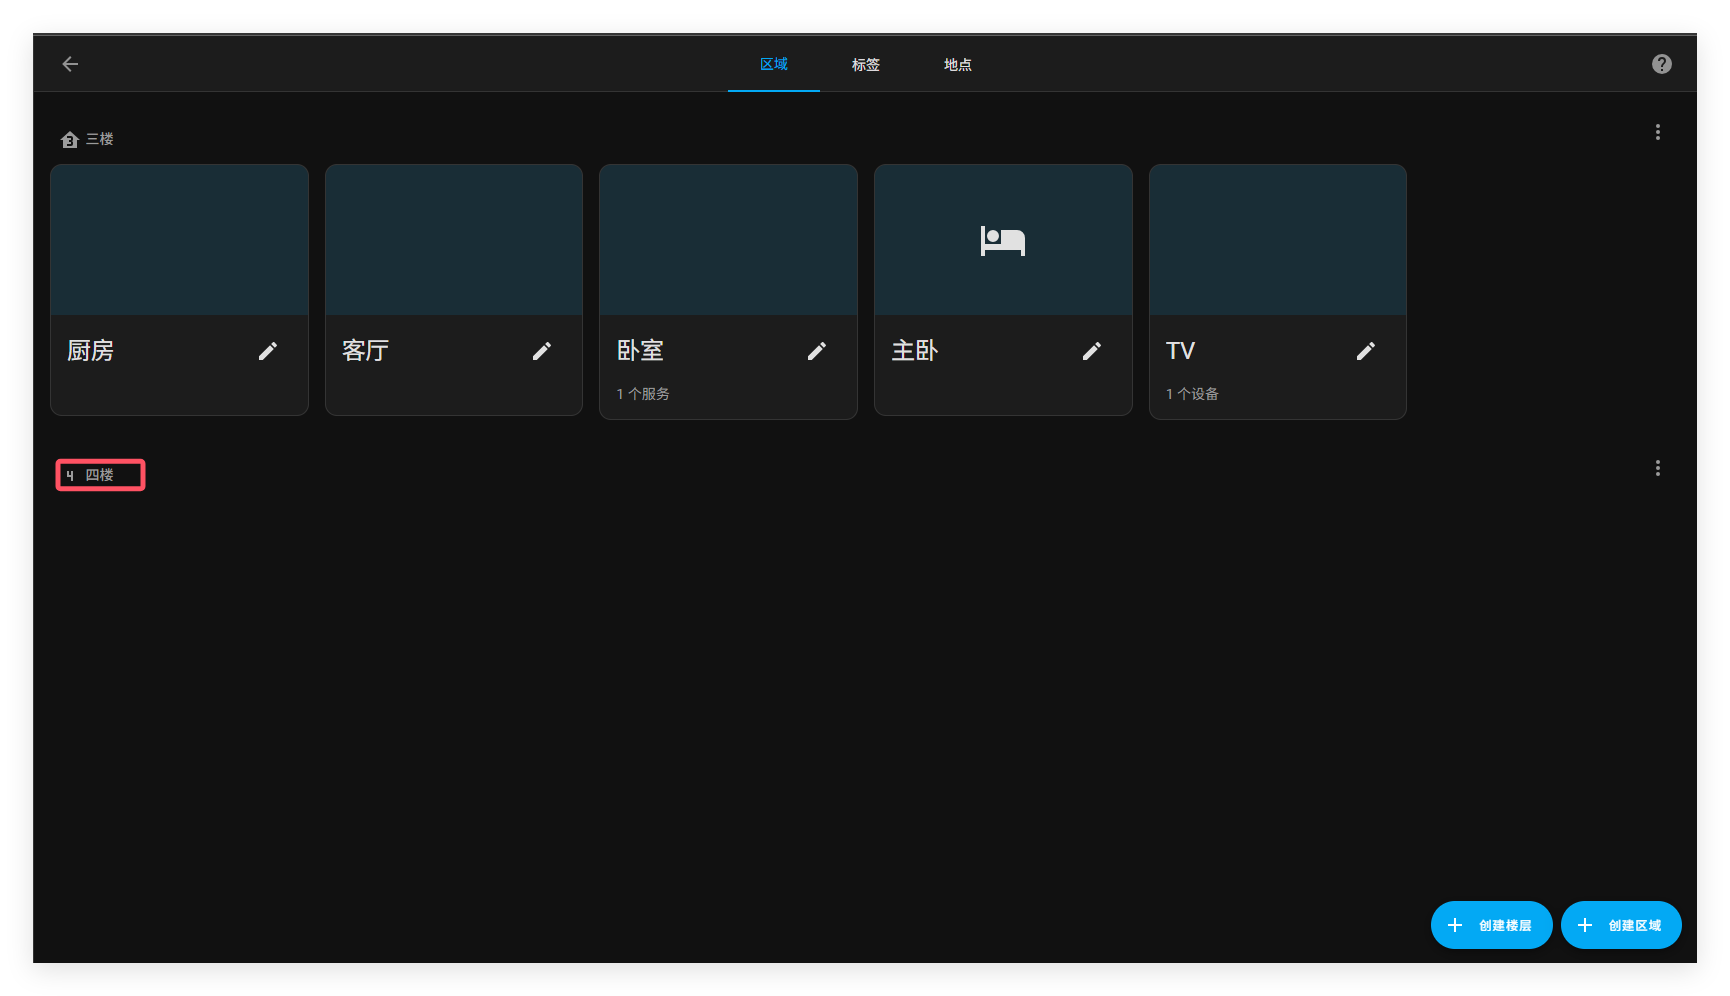 区域 标签 地点
3 三楼
厨房 客厅 卧室 主卧 TV
1 个服务 1 个设备
4 四楼
创建楼层 创建区域